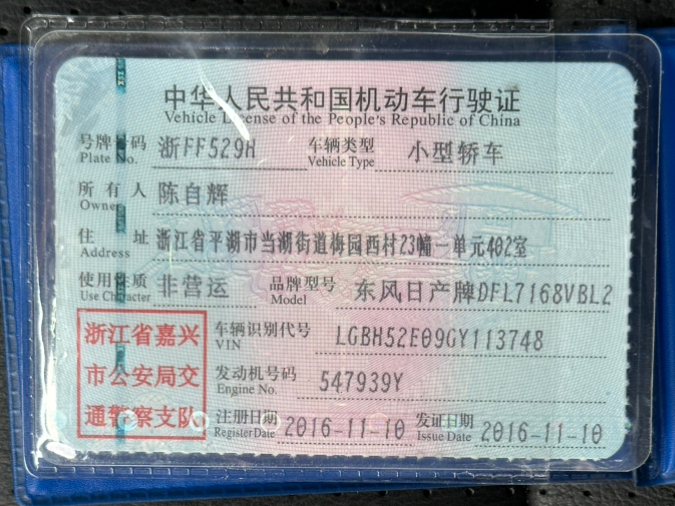 中华人民共和国机动车行驶证
Vehicle License of the People's Republic of China
号牌号码 浙FF529H 车辆类型 小型轿车
Plate No. Vehicle Type
所有人 陈自辉
Owner
住址 浙江省平湖市当湖街道梅园西村23幢一单元402室
Address
使用性质 非营运 品牌型号 东风日产牌DFL7168VBL2
Use Character Model
浙江省嘉兴
市公安局交
通警察支队
车辆识别代号 LGBH52E09GY113748
VIN
发动机号码 547939Y
Engine No.
注册日期 2016-11-10 发证日期 2016-11-10
Register Date Issue Date